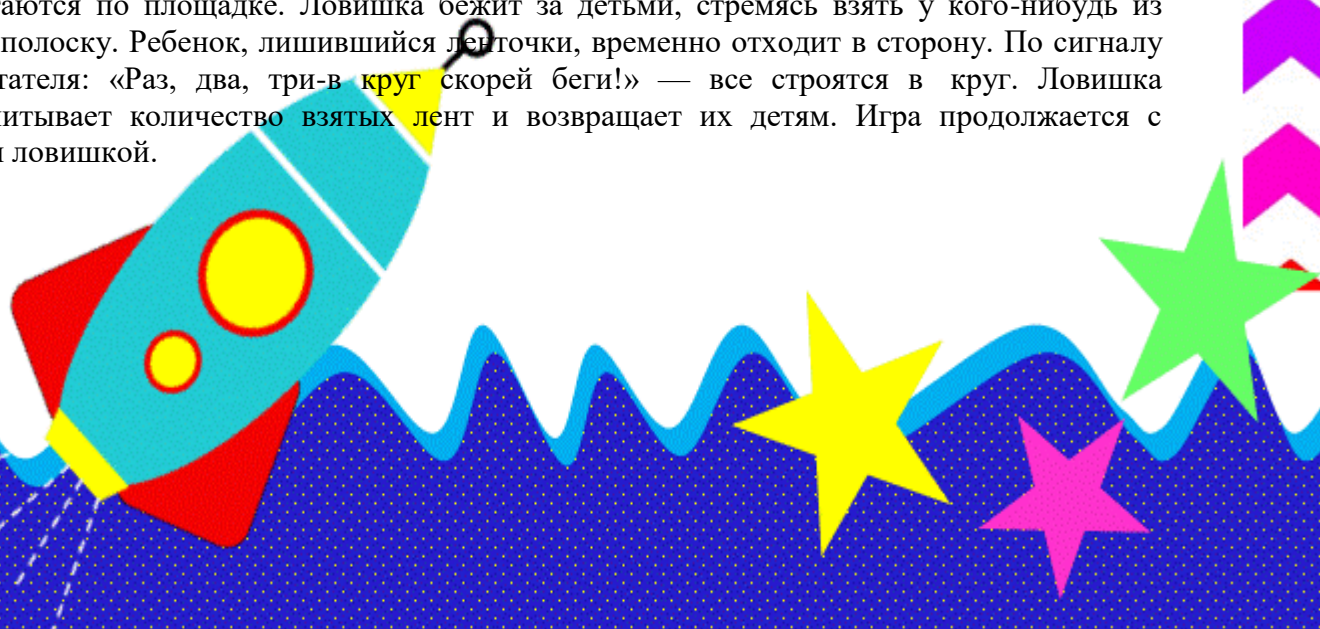 гаются по площадке. Ловишка бежит за детьми, стремясь взять у кого-нибудь из
полоску. Ребенок, лишившийся ленточки, временно отходит в сторону. По сигналу
тателя: «Раз, два, три-в круг скорей беги!» — все строятся в круг. Ловишка
итывает количество взятых лент и возвращает их детям. Игра продолжается с
ловишкой.